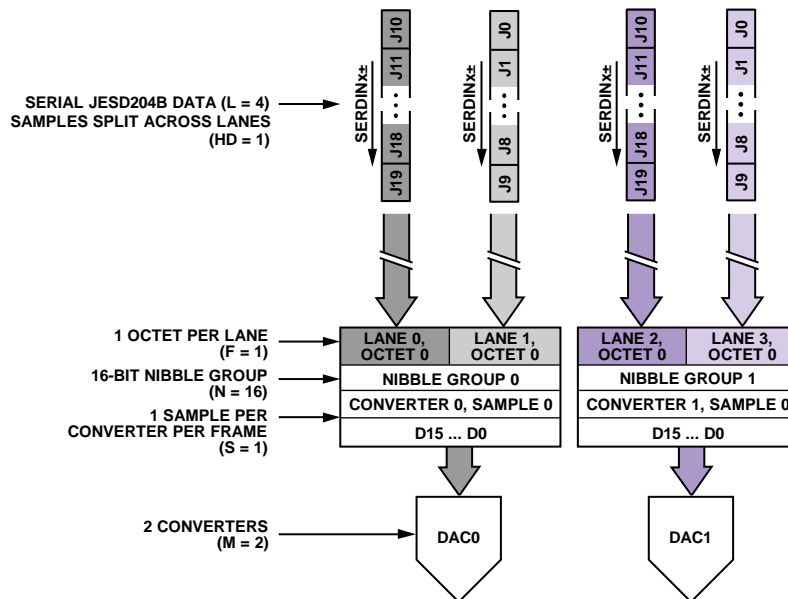 J10
J11
J18
J19
SERDINx±
J0
J1
J8
J9
SERDINx±
J10
J11
J18
J19
SERDINx±
J0
J1
J8
J9
SERDINx±
SERIAL JESD204B DATA (L = 4)
SAMPLES SPLIT ACROSS LANES
(HD = 1)
1 OCTET PER LANE
(F = 1)
LANE 0,
OCTET 0
LANE 1,
OCTET 0
LANE 2,
OCTET 0
LANE 3,
OCTET 0
16-BIT NIBBLE GROUP
(N = 16)
NIBBLE GROUP 0
NIBBLE GROUP 1
1 SAMPLE PER
CONVERTER PER FRAME
(S = 1)
CONVERTER 0, SAMPLE 0
CONVERTER 1, SAMPLE 0
D15 ... D0
D15 ... D0
2 CONVERTERS
(M = 2)
DAC0
DAC1